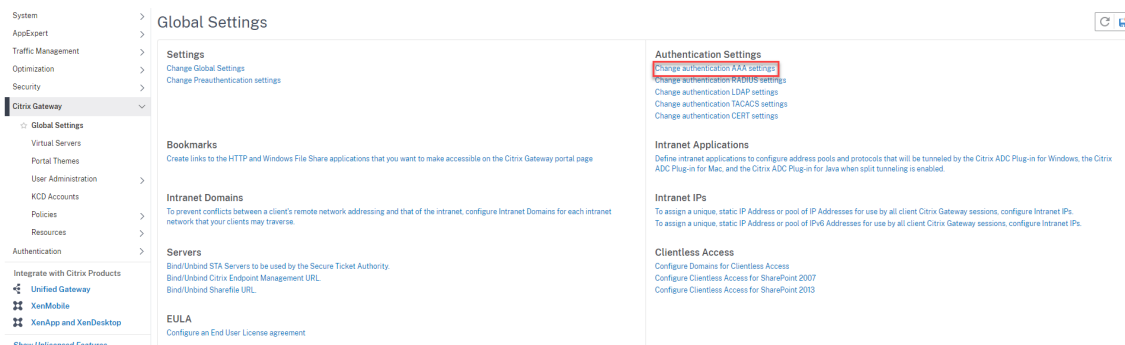 System
AppExpert
Traffic Management
Optimization
Security
Citrix Gateway
Global Settings
Virtual Servers
Portal Themes
User Administration
KCD Accounts
Policies
Resources
Authentication
Integrate with Citrix Products
Unified Gateway
XenMobile
XenApp and XenDesktop
Show Unlicensed Features
Global Settings
Settings
Change Global Settings
Change Preauthentication settings
Authentication Settings
Change authentication AAA settings
Change authentication RADIUS settings
Change authentication LDAP settings
Change authentication TACACS settings
Change authentication CERT settings
Bookmarks
Create links to the HTTP and Windows File Share applications that you want to make accessible on the Citrix Gateway portal page
Intranet Applications
Define intranet applications to configure address pools and protocols that will be tunneled by the Citrix ADC Plug-in for Windows, the Citrix
ADC Plug-in for Mac, and the Citrix ADC Plug-in for Java when split tunneling is enabled.
Intranet Domains
To prevent conflicts between a client's remote network addressing and that of the intranet, configure Intranet Domains for each intranet
network that your clients may traverse.
Intranet IPs
To assign a unique, static IP Address or pool of IP Addresses for use by all client Citrix Gateway sessions, configure Intranet IPs.
To assign a unique, static IP Address or pool of IPv6 Addresses for use by all client Citrix Gateway sessions, configure Intranet IPs.
Servers
Bind/Unbind STA Servers to be used by the Secure Ticket Authority.
Bind/Unbind Citrix Endpoint Management URL.
Bind/Unbind Sharefile URL.
Clientless Access
Configure Domains for Clientless Access
Configure Clientless Access for SharePoint 2007
Configure Clientless Access for SharePoint 2013
EULA
Configure an End User License agreement